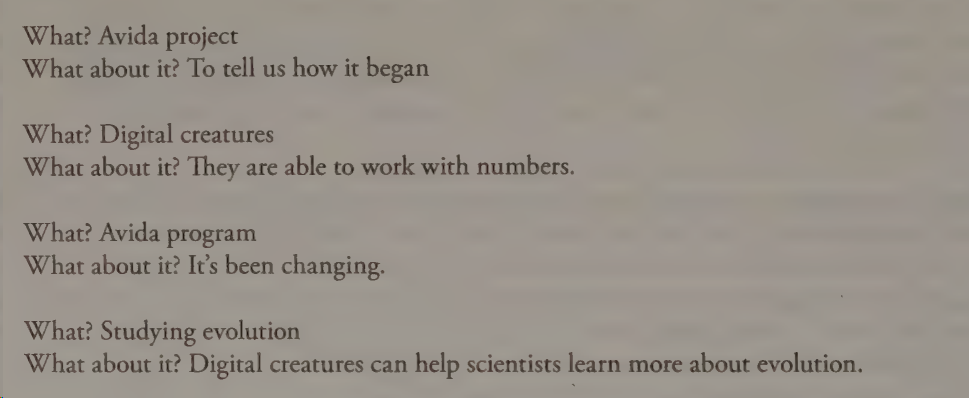 What? Avida project
What about it? To tell us how it began
What? Digital creatures
What about it? They are able to work with numbers.
What? Avida program
What about it? It's been changing.
What? Studying evolution
What about it? Digital creatures can help scientists learn more about evolution.